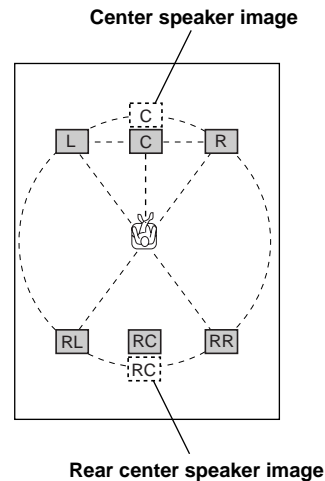 Center speaker image
C
L C R
RL RC RR
RC
Rear center speaker image